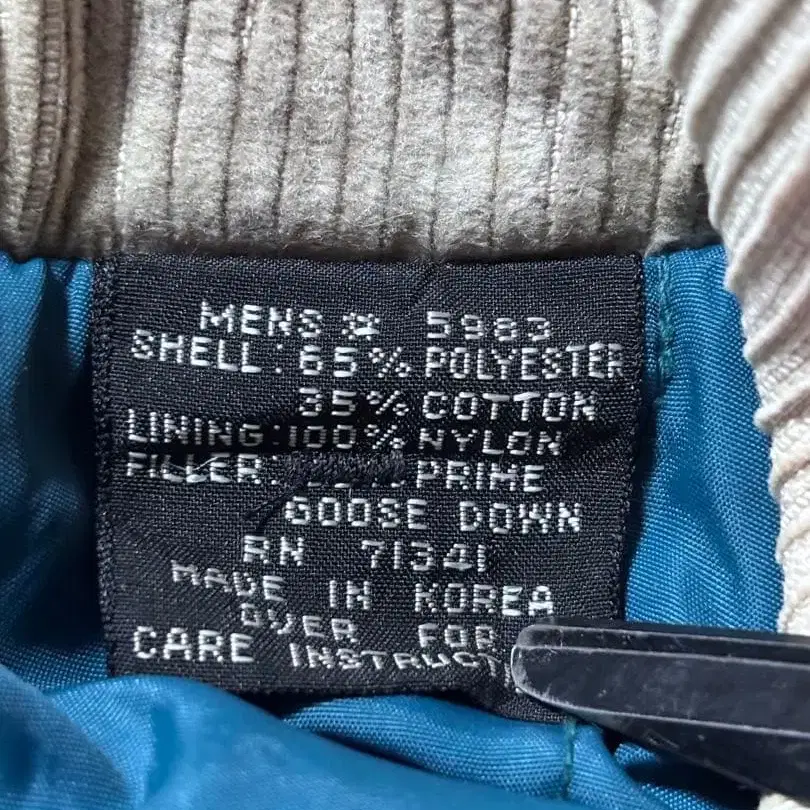 MENS 5983
SHELL: 65% POLYESTER
35% COTTON
LINING:100% NYLON
FILLER: PRIME
GOOSE DOWN
RN 71341
MADE IN KOREA
OVER FOR
CARE INSTRUCT